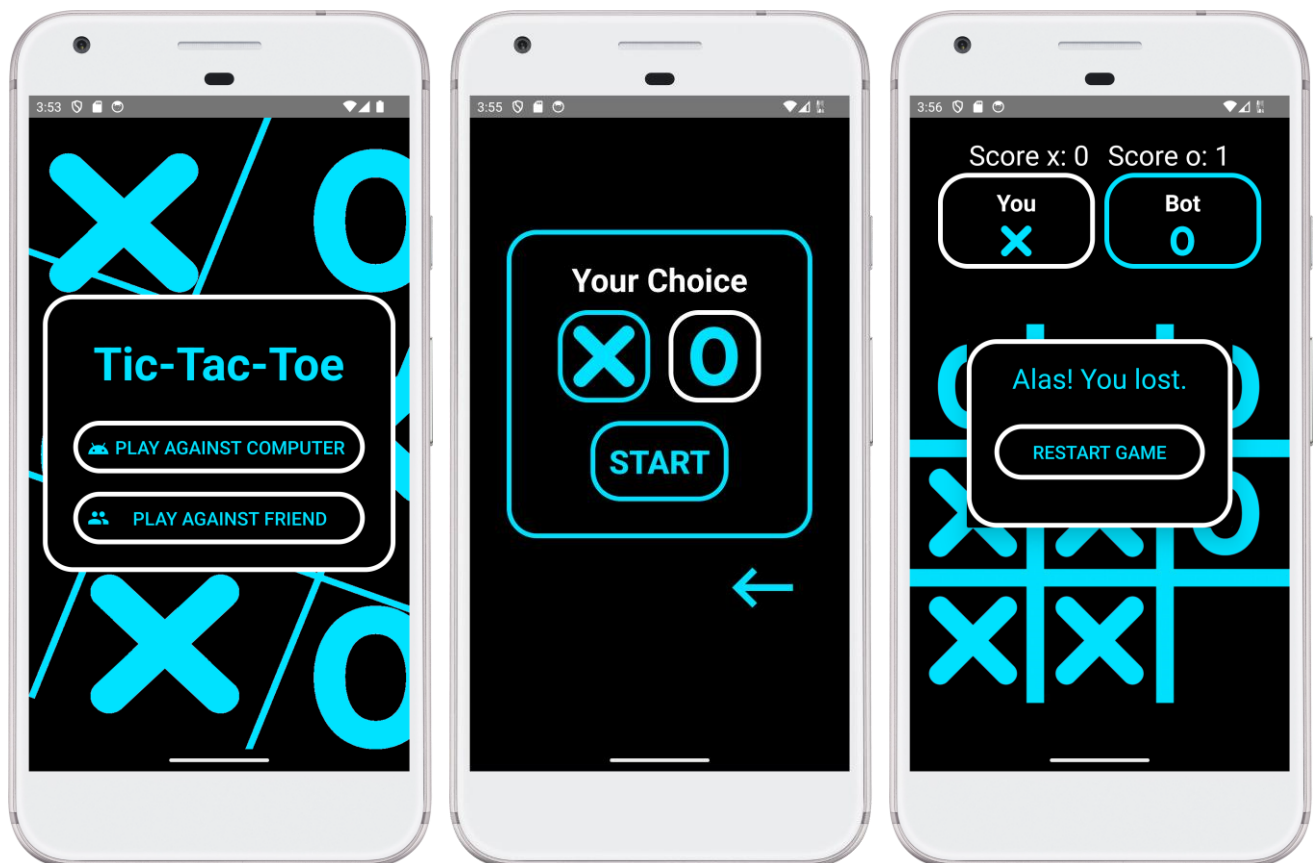 3:53
Tic-Tac-Toe
PLAY AGAINST COMPUTER
PLAY AGAINST FRIEND
3:55
Your Choice
X O
START
3:56
Score x: 0 Score o: 1
You Bot
X O
Alas! You lost.
RESTART GAME